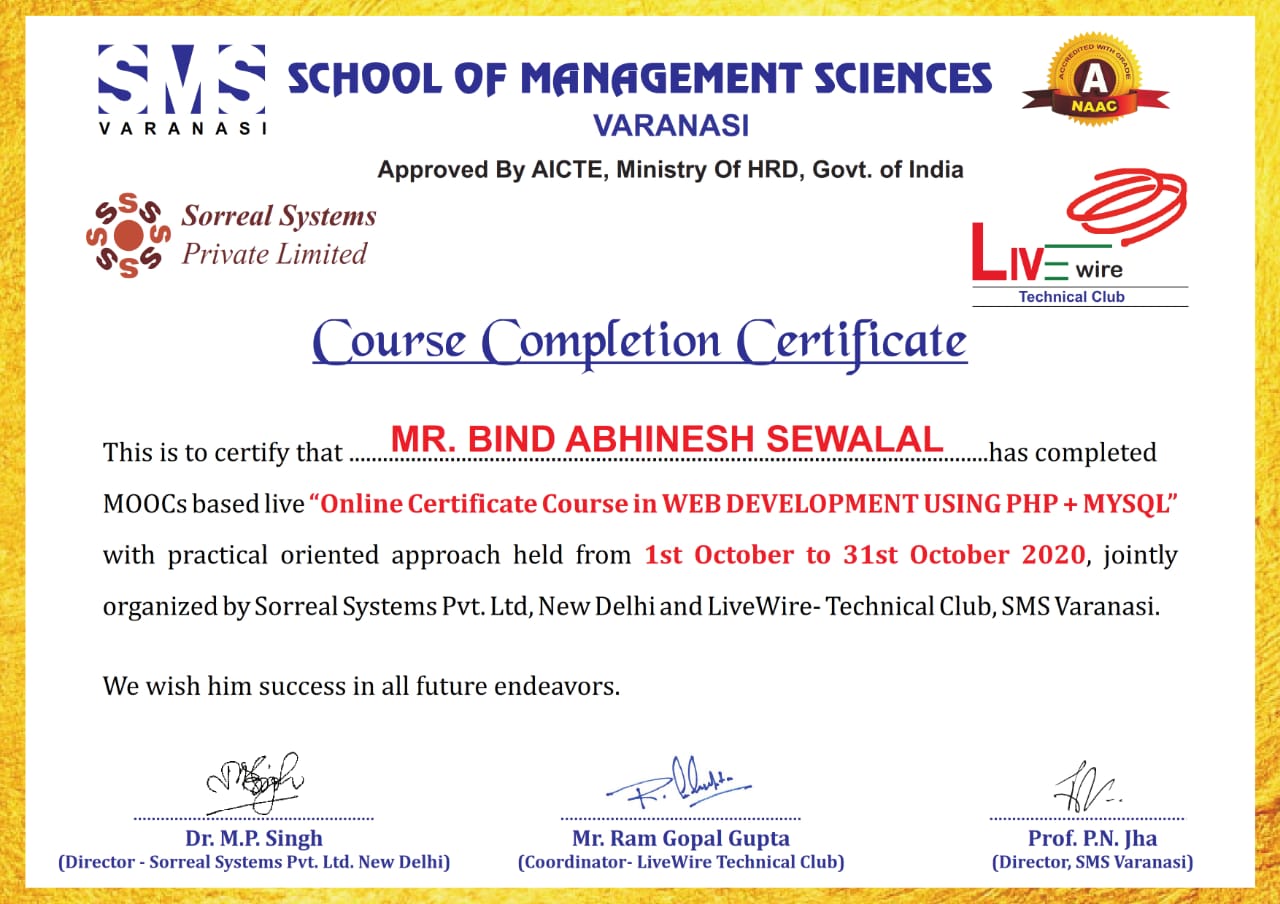 SMS
VARANASI
SCHOOL OF MANAGEMENT SCIENCES
VARANASI
Approved By AICTE, Ministry Of HRD, Govt. of India
ACCREDITED WITH GRADE
A
NAAC
Sorreal Systems
Private Limited
LIVE wire
Technical Club
Course Completion Certificate
This is to certify that ....MR. BIND ABHINESH SEWALAL....has completed
MOOCs based live “Online Certificate Course in WEB DEVELOPMENT USING PHP + MYSQL”
with practical oriented approach held from 1st October to 31st October 2020, jointly
organized by Sorreal Systems Pvt. Ltd, New Delhi and LiveWire- Technical Club, SMS Varanasi.
We wish him success in all future endeavors.
Dr. M.P. Singh
(Director - Sorreal Systems Pvt. Ltd. New Delhi)
Mr. Ram Gopal Gupta
(Coordinator- LiveWire Technical Club)
Prof. P.N. Jha
(Director, SMS Varanasi)